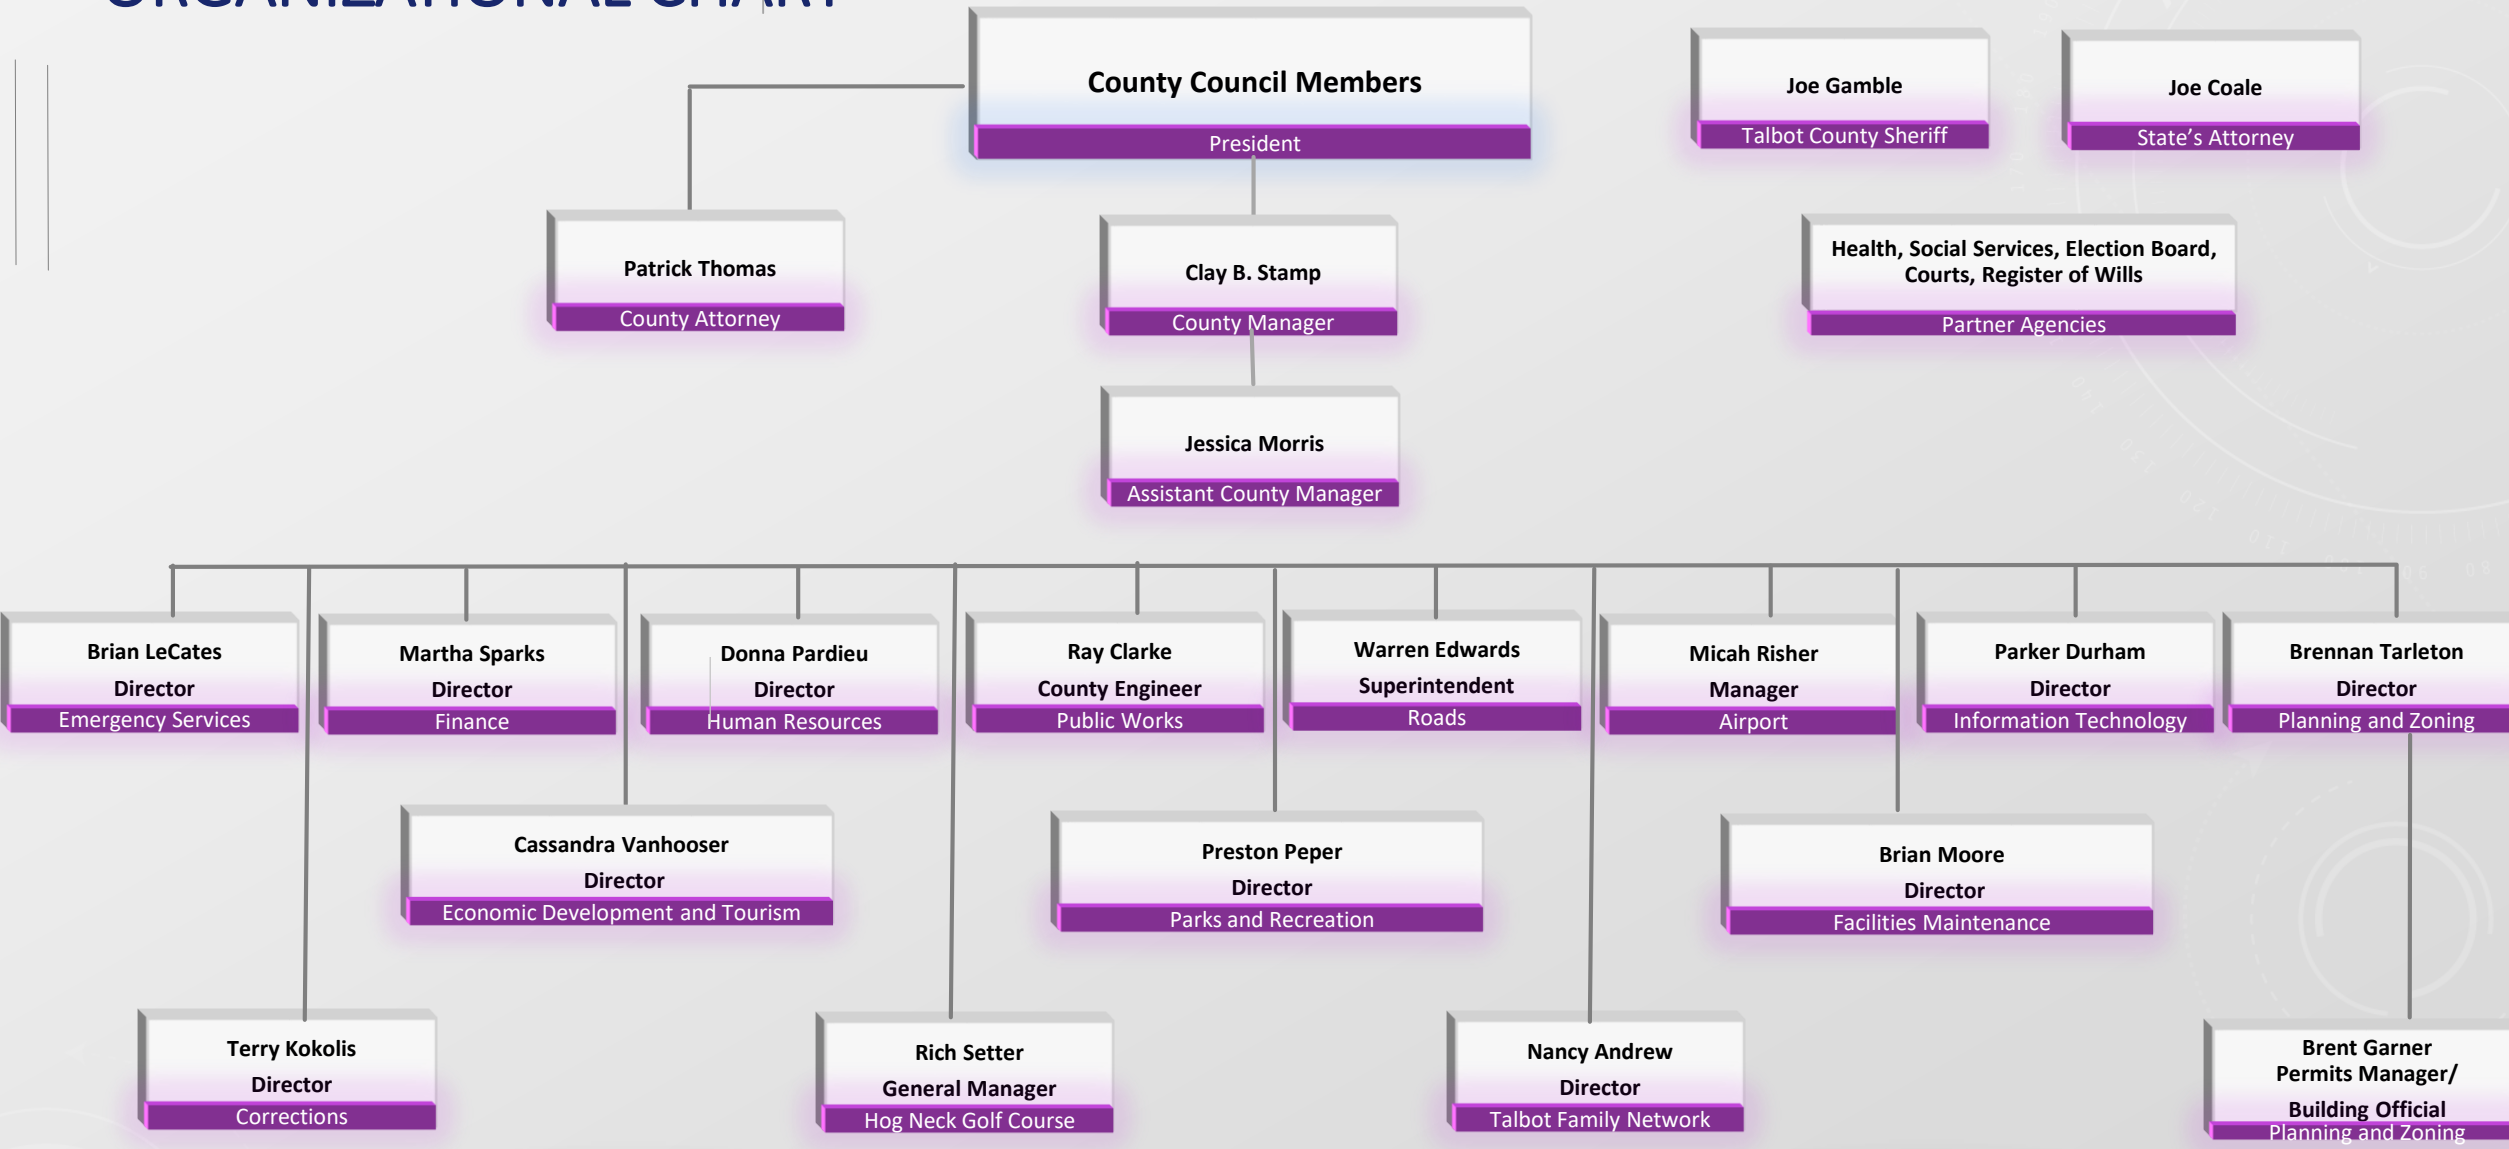 ORGANIZATIONAL CHART
County Council Members
President
Joe Gamble
Talbot County Sheriff
Joe Coale
State's Attorney
Patrick Thomas
County Attorney
Clay B. Stamp
County Manager
Health, Social Services, Election Board,
Courts, Register of Wills
Partner Agencies
Jessica Morris
Assistant County Manager
Brian LeCates
Director
Emergency Services
Martha Sparks
Director
Finance
Donna Pardieu
Director
Human Resources
Ray Clarke
County Engineer
Public Works
Warren Edwards
Superintendent
Roads
Micah Risher
Manager
Airport
Parker Durham
Director
Information Technology
Brennan Tarleton
Director
Planning and Zoning
Cassandra Vanhooser
Director
Economic Development and Tourism
Preston Peper
Director
Parks and Recreation
Brian Moore
Director
Facilities Maintenance
Terry Kokolis
Director
Corrections
Rich Setter
General Manager
Hog Neck Golf Course
Nancy Andrew
Director
Talbot Family Network
Brent Garner
Permits Manager/
Building Official
Planning and Zoning